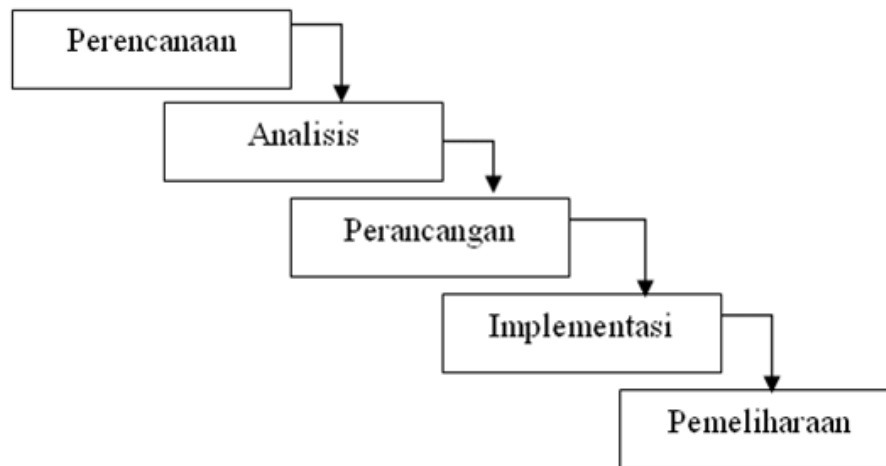 Perencanaan
Analisis
Perancangan
Implementasi
Pemeliharaan